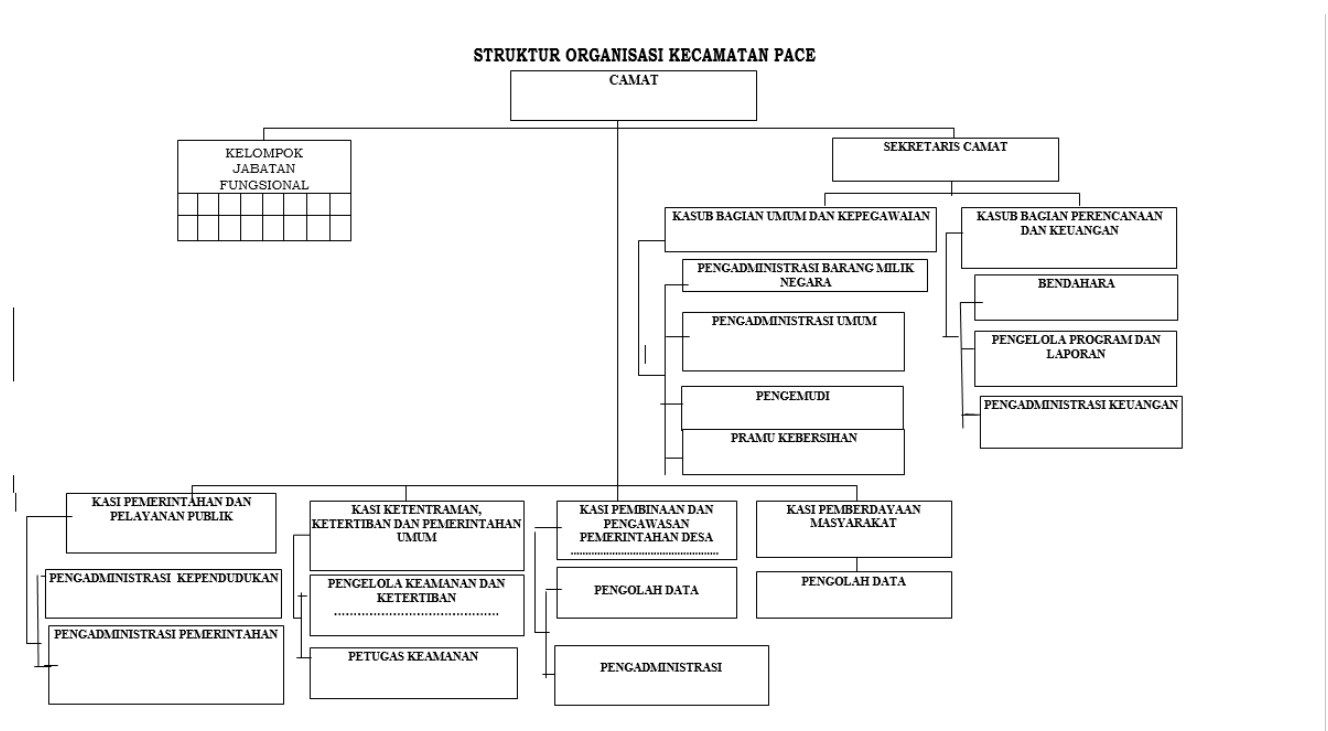 STRUKTUR ORGANISASI KECAMATAN PACE
CAMAT
KELOMPOK
JABATAN
FUNGSIONAL
SEKRETARIS CAMAT
KASUB BAGIAN UMUM DAN KEPEGAWAIAN
PENGADMINISTRASI BARANG MILIK
NEGARA
PENGADMINISTRASI UMUM
PENGEMUDI
PRAMU KEBERSIHAN
KASUB BAGIAN PERENCANAAN
DAN KEUANGAN
BENDAHARA
PENGELOLA PROGRAM DAN
LAPORAN
PENGADMINISTRASI KEUANGAN
KASI PEMERINTAHAN DAN
PELAYANAN PUBLIK
PENGADMINISTRASI KEPENDUDUKAN
PENGADMINISTRASI PEMERINTAHAN
KASI KETENTRAMAN,
KETERTIBAN DAN PEMERINTAHAN
UMUM
PENGELOLA KEAMANAN DAN
KETERTIBAN
..........................................
PETUGAS KEAMANAN
KASI PEMBINAAN DAN
PENGAWASAN
PEMERINTAHAN DESA
..................................................
PENGOLAH DATA
PENGADMINISTRASI
KASI PEMBERDAYAAN
MASYARAKAT
PENGOLAH DATA